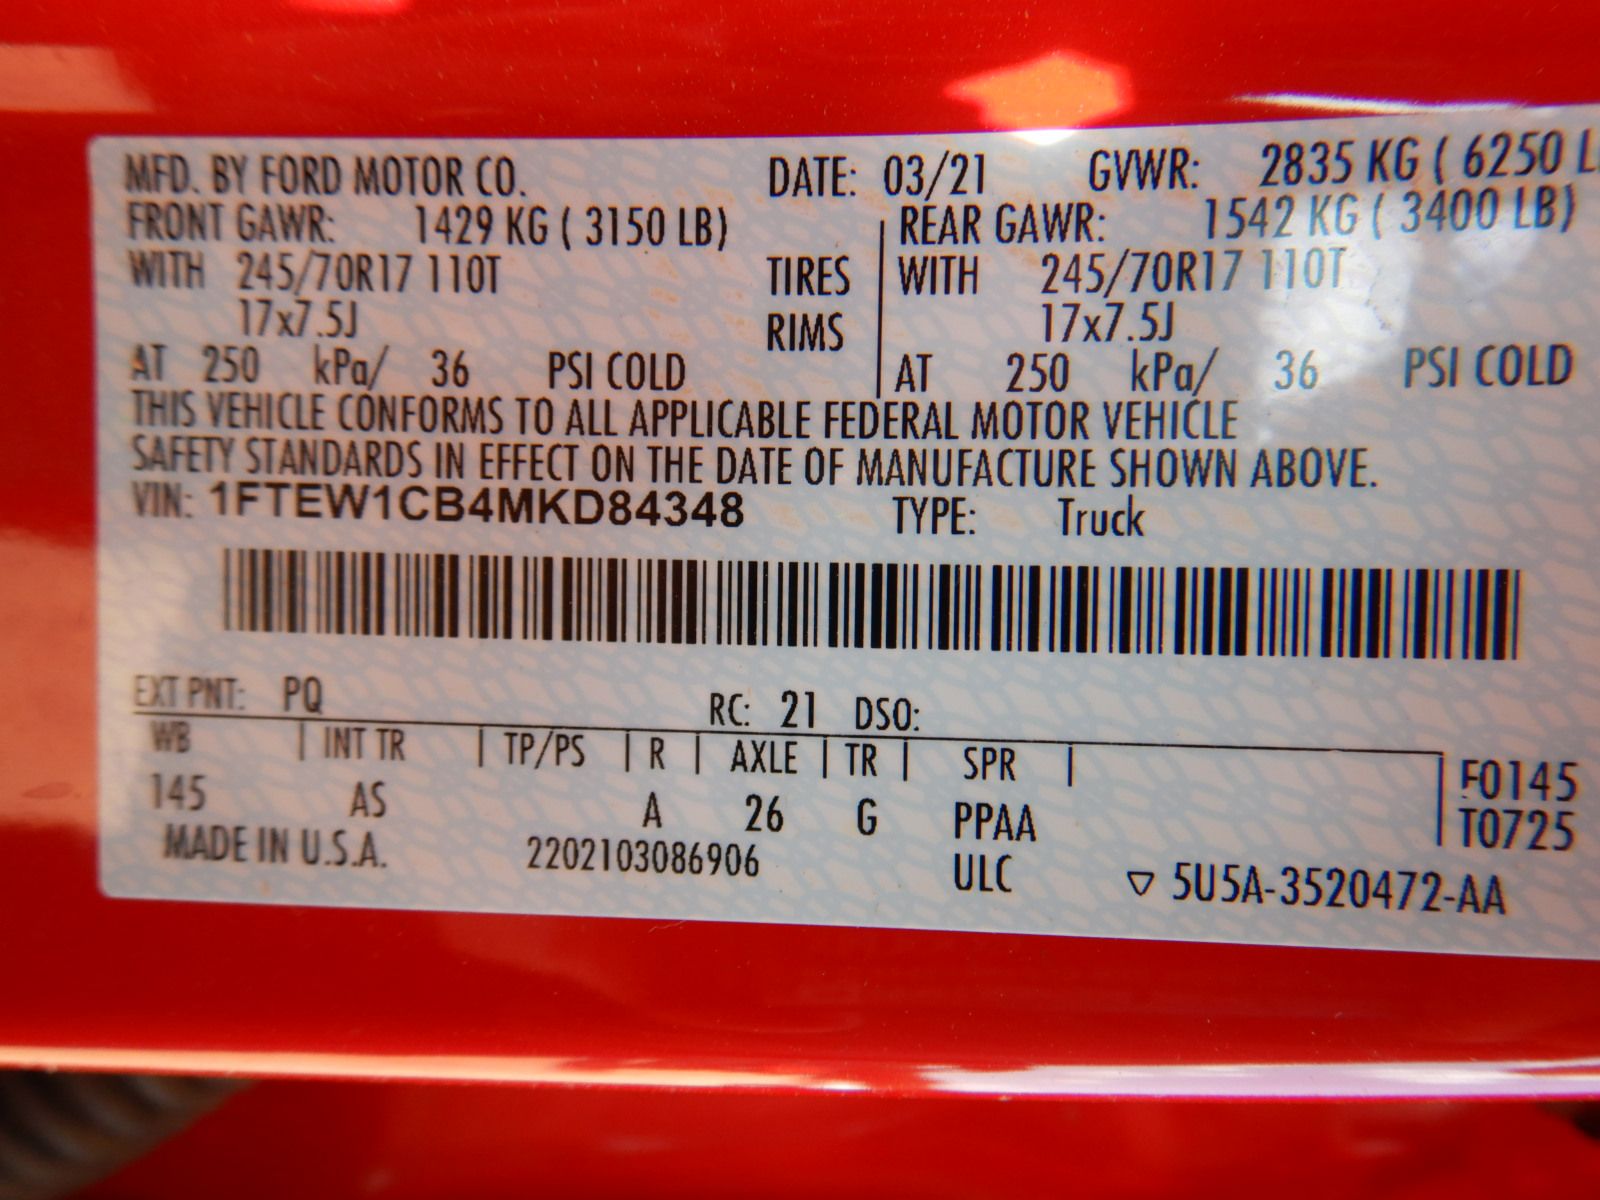 MFD. BY FORD MOTOR CO. DATE: 03/21 GVWR: 2835 KG ( 6250 L
FRONT GAWR: 1429 KG ( 3150 LB) REAR GAWR: 1542 KG ( 3400 LB)
WITH 245/70R17 110T TIRES WITH 245/70R17 110T
17x7.5J RIMS 17x7.5J
AT 250 kPa/ 36 PSI COLD AT 250 kPa/ 36 PSI COLD
THIS VEHICLE CONFORMS TO ALL APPLICABLE FEDERAL MOTOR VEHICLE
SAFETY STANDARDS IN EFFECT ON THE DATE OF MANUFACTURE SHOWN ABOVE.
VIN: 1FTEW1CB4MKD84348 TYPE: Truck
EXT PNT: PQ RC: 21 DSO:
WB | INT TR | TP/PS | R | AXLE | TR | SPR | F0145
145 AS A 26 G PPAA T0725
MADE IN U.S.A. 2202103086906 ULC ▽ 5U5A-3520472-AA